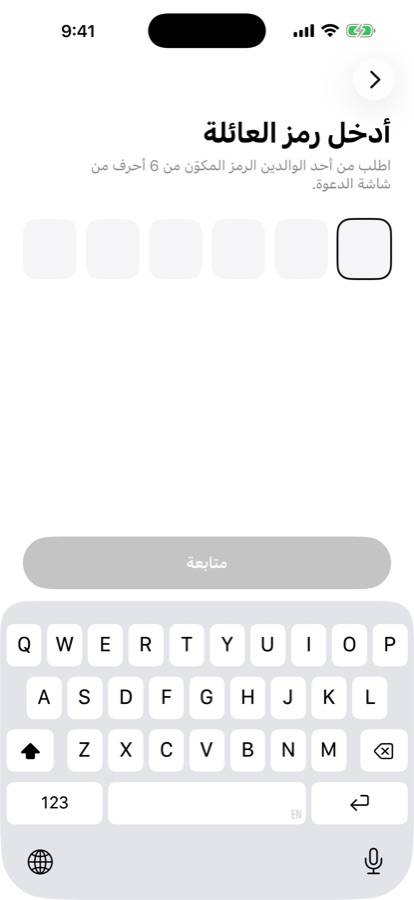 9:41
أدخل رمز العائلة
اطلب من أحد الوالدين الرمز المكوّن من 6 أحرف من
شاشة الدعوة.
متابعة
Q W E R T Y U I O P
A S D F G H J K L
Z X C V B N M
123 EN